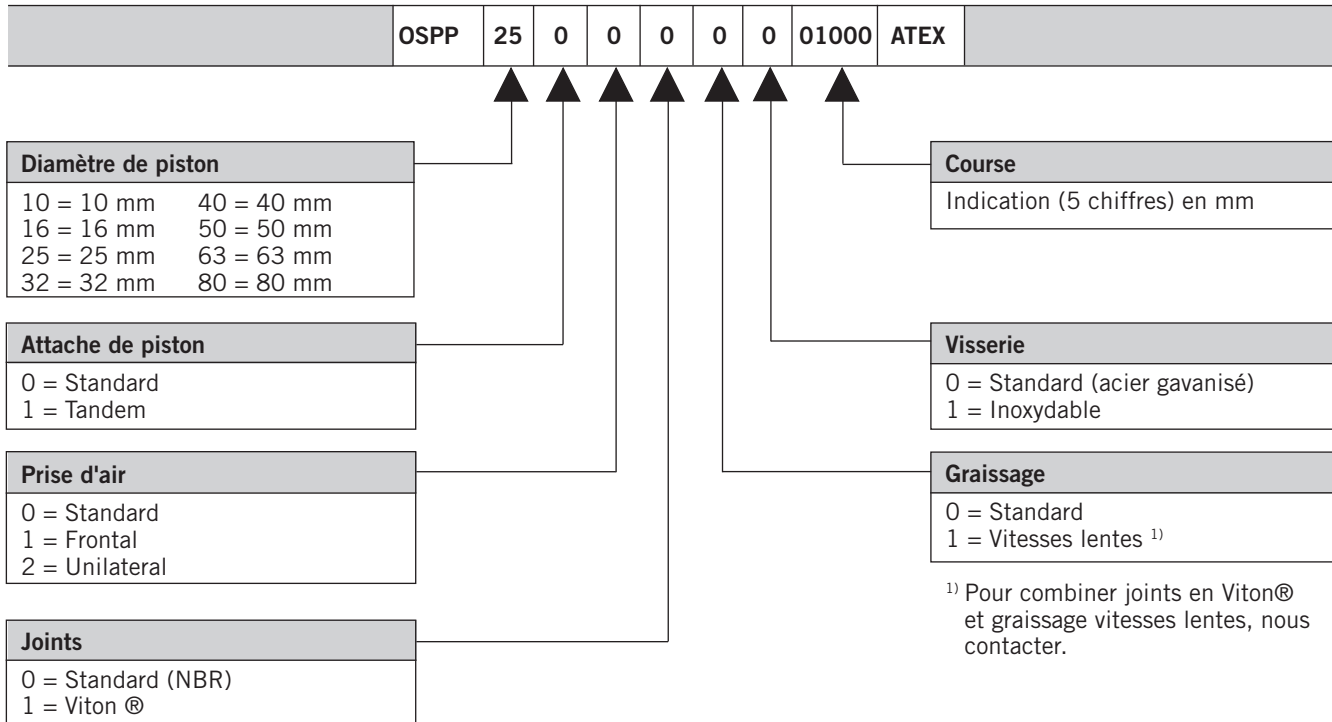 OSPP 25 0 0 0 0 0 01000 ATEX
Diamètre de piston
10 = 10 mm 40 = 40 mm
16 = 16 mm 50 = 50 mm
25 = 25 mm 63 = 63 mm
32 = 32 mm 80 = 80 mm
Attache de piston
0 = Standard
1 = Tandem
Prise d'air
0 = Standard
1 = Frontal
2 = Unilateral
Joints
0 = Standard (NBR)
1 = Viton ®
Course
Indication (5 chiffres) en mm
Visserie
0 = Standard (acier gavanisé)
1 = Inoxydable
Graissage
0 = Standard
1 = Vitesses lentes 1)
1) Pour combiner joints en Viton®
et graissage vitesses lentes, nous
contacter.